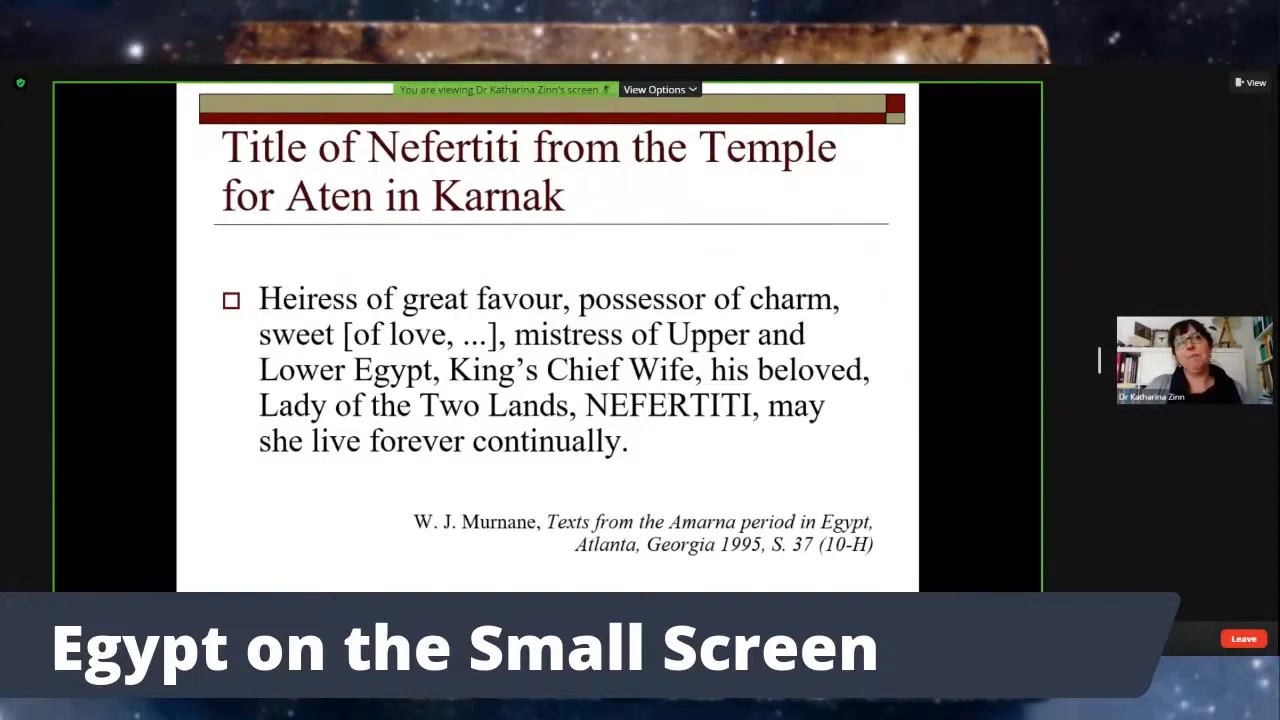 You are viewing Dr Katharina Zinn's screen
View Options
View
Title of Nefertiti from the Temple
for Aten in Karnak
Heiress of great favour, possessor of charm,
sweet [of love, ...], mistress of Upper and
Lower Egypt, King's Chief Wife, his beloved,
Lady of the Two Lands, NEFERTITI, may
she live forever continually.
W. J. Murnane, Texts from the Amarna period in Egypt,
Atlanta, Georgia 1995, S. 37 (10-H)
Dr Katharina Zinn
Leave
Egypt on the Small Screen